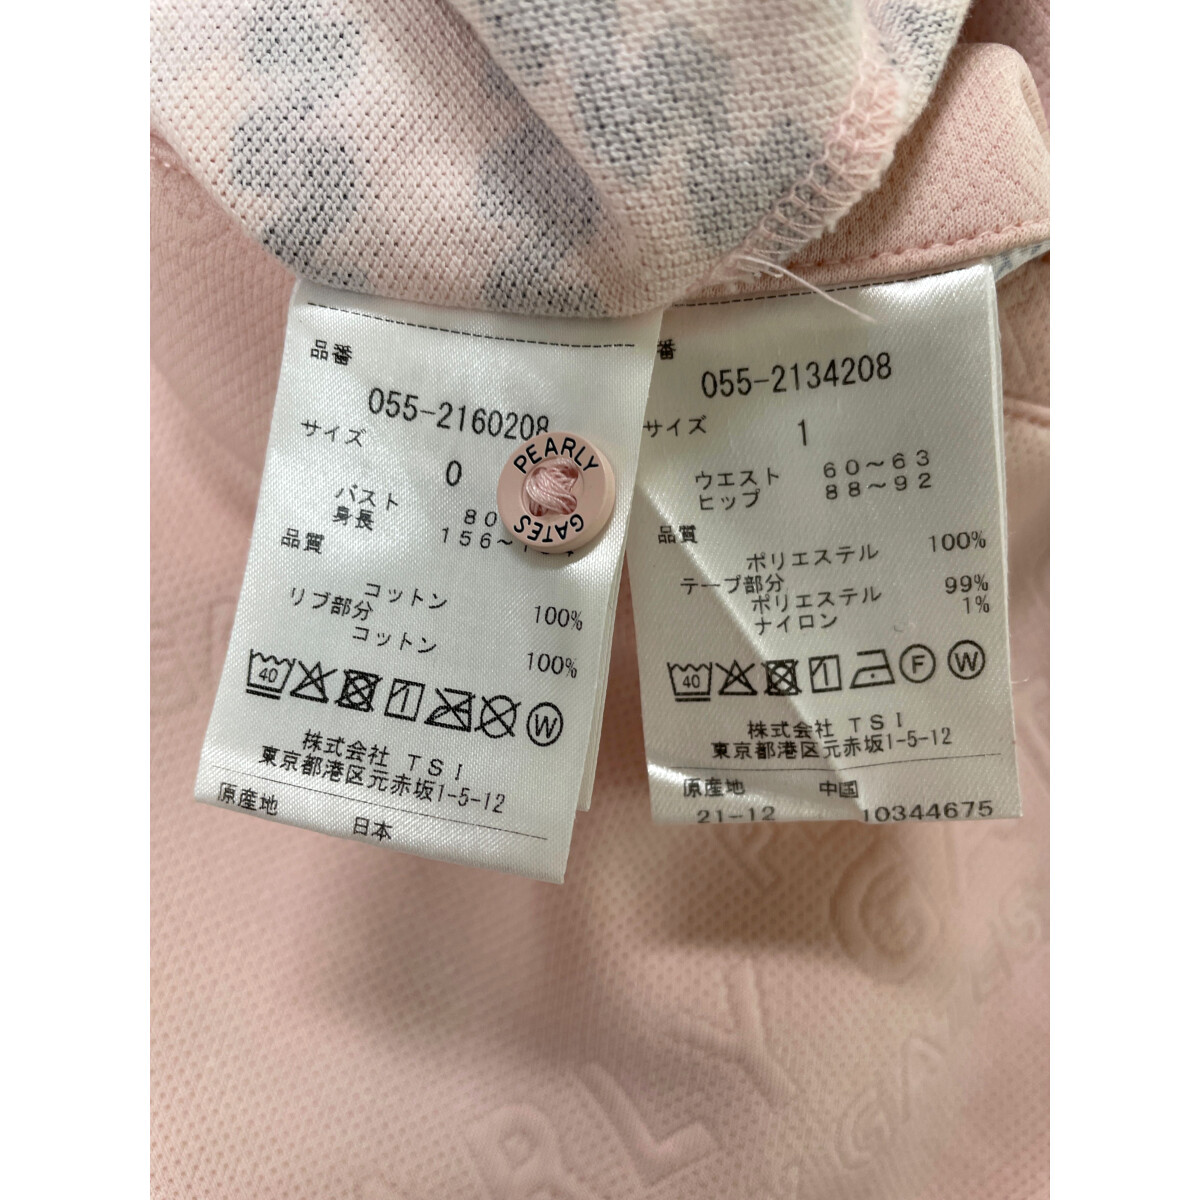 品番
055-2160208
サイズ
0
バスト 80
身長 156～
品質
コットン 100%
リブ部分
コットン 100%
40
W
株式会社 TSI
東京都港区元赤坂1-5-12
原産地
日本
PEARLY
GATES
番
055-2134208
サイズ
1
ウエスト 60～63
ヒップ 88～92
品質
ポリエステル 100%
テープ部分
ポリエステル 99%
ナイロン 1%
40
F
W
株式会社 TSI
東京都港区元赤坂1-5-12
原産地 中国
21-12 10344675